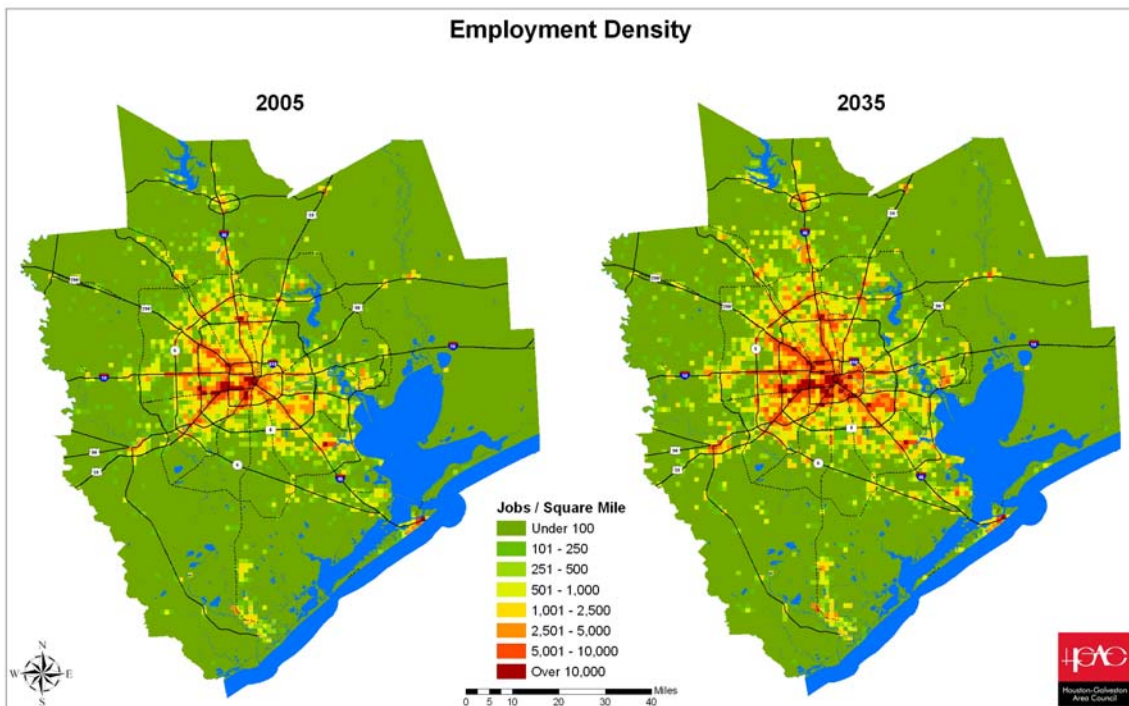 Employment Density
2005
2035
Jobs / Square Mile
Under 100
101 - 250
251 - 500
501 - 1,000
1,001 - 2,500
2,501 - 5,000
5,001 - 10,000
Over 10,000
Miles
0 5 10 20 30 40
N
W E
S
H-GAC
Houston-Galveston
Area Council